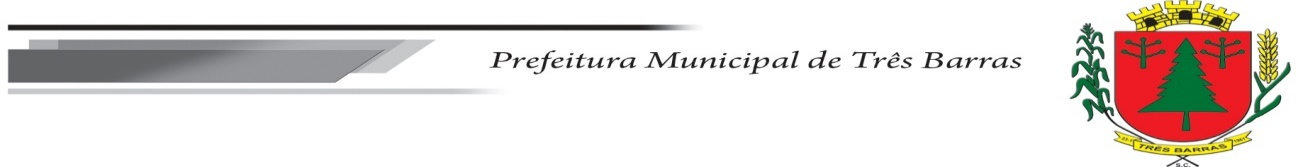 Prefeitura Municipal de Três Barras
TRÊS BARRAS
S.C.